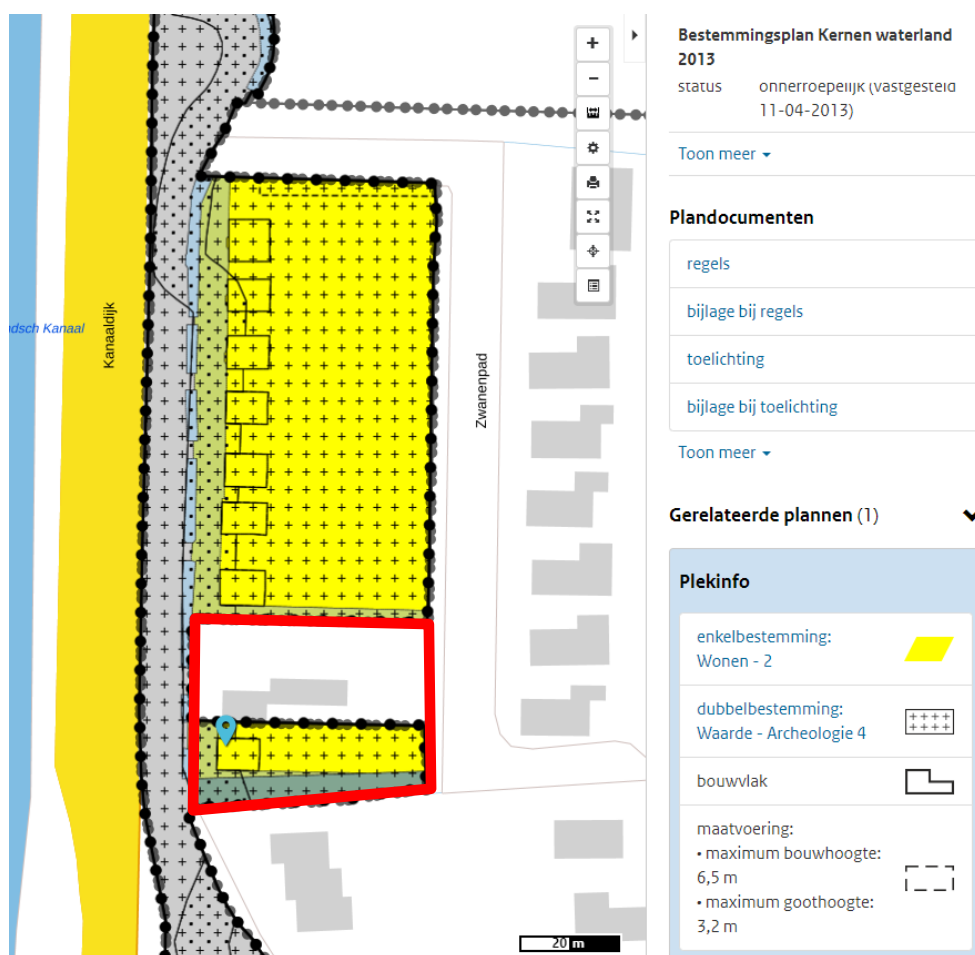 Bestemmingsplan Kernen waterland
2013
status onherroepelijk (vastgesteld
11-04-2013)
Toon meer
Plandocumenten
regels
bijlage bij regels
toelichting
bijlage bij toelichting
Toon meer
Gerelateerde plannen (1)
Plekinfo
enkelbestemming:
Wonen - 2
dubbelbestemming:
Waarde - Archeologie 4
bouwvlak
maatvoering:
• maximum bouwhoogte:
6,5 m
• maximum goothoogte:
3,2 m
ndsch Kanaal
Kanaaldijk
Zwanenpad
20 m